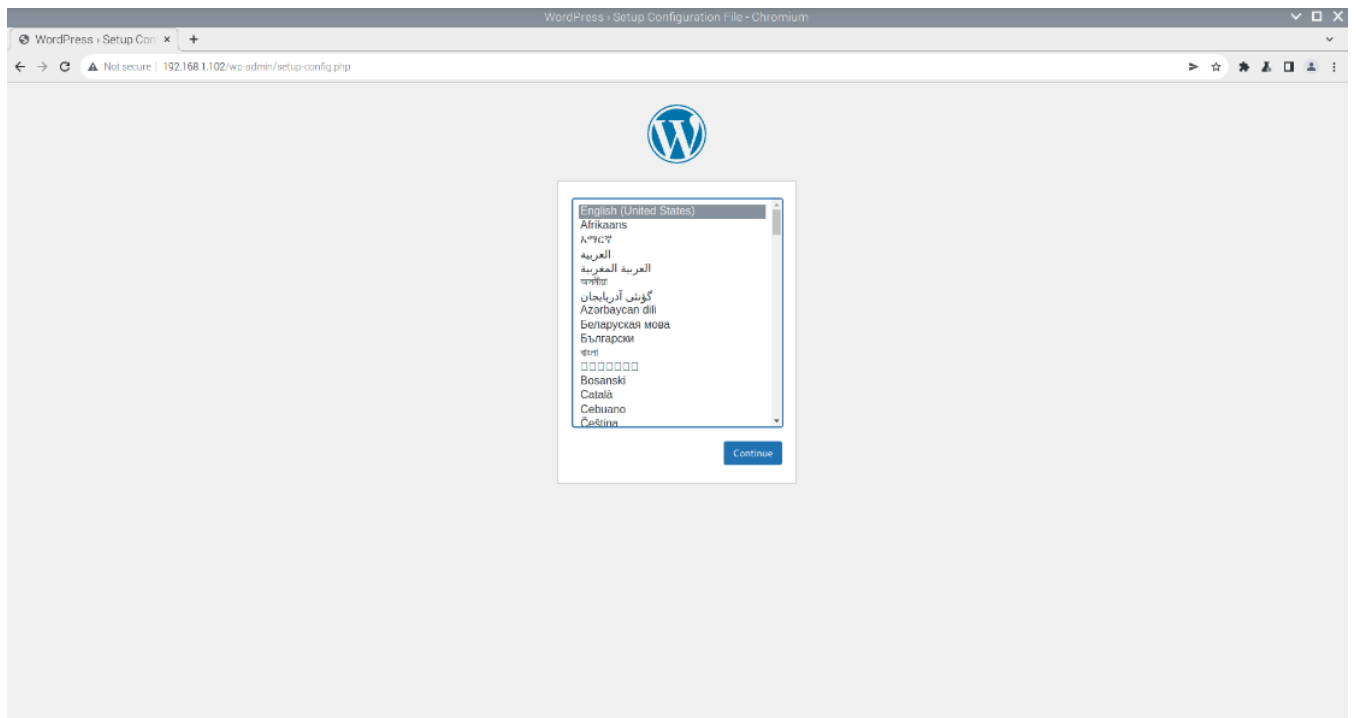 WordPress › Setup Configuration File - Chromium
WordPress › Setup Con
Not secure | 192.168.1.102/wp-admin/setup-config.php
English (United States)
Afrikaans
አማርኛ
العربية
العربية المغربية
অসমীয়া
گؤنئی آذربایجان
Azərbaycan dili
Беларуская мова
Български
বাংলা
Bosanski
Català
Cebuano
Čeština
Continue